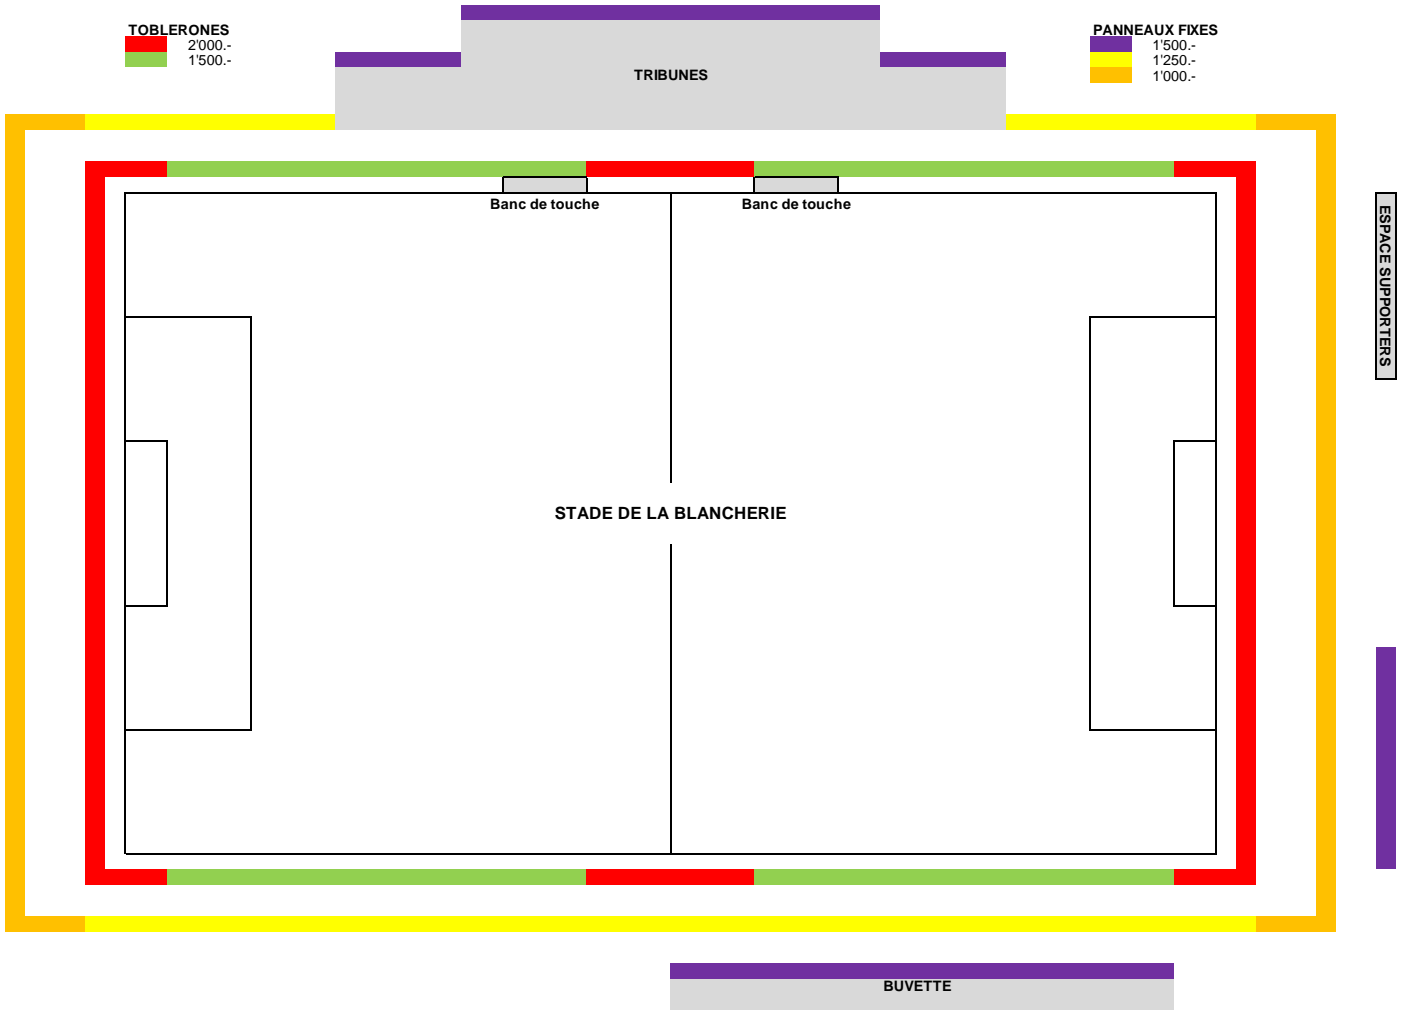 TOBLERONES
2'000.-
1'500.-
PANNEAUX FIXES
1'500.-
1'250.-
1'000.-
TRIBUNES
Banc de touche
Banc de touche
ESPACE SUPPORTERS
STADE DE LA BLANCHERIE
BUVETTE